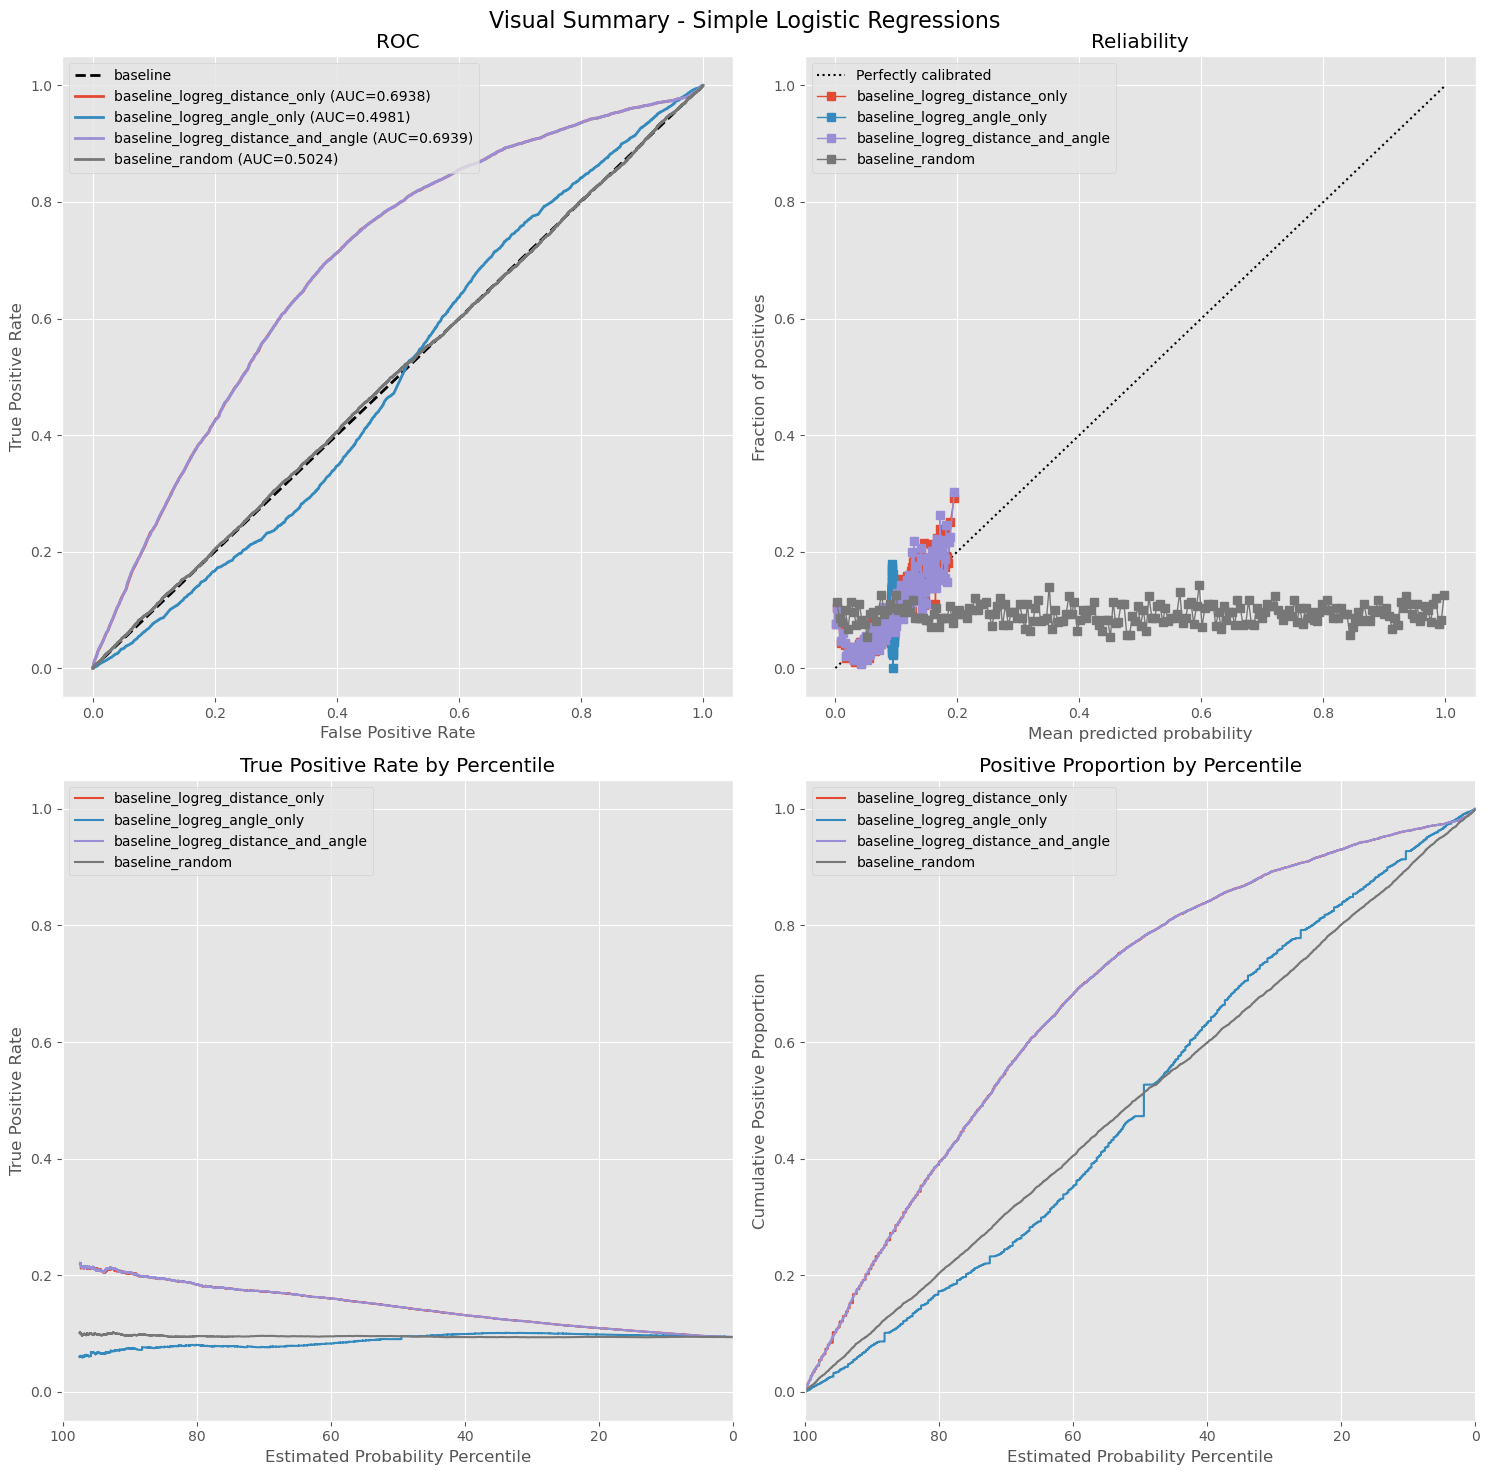 Visual Summary - Simple Logistic Regressions
ROC
baseline
baseline_logreg_distance_only (AUC=0.6938)
baseline_logreg_angle_only (AUC=0.4981)
baseline_logreg_distance_and_angle (AUC=0.6939)
baseline_random (AUC=0.5024)
1.0
0.8
0.6
0.4
0.2
0.0
True Positive Rate
0.0 0.2 0.4 0.6 0.8 1.0
False Positive Rate
Reliability
Perfectly calibrated
baseline_logreg_distance_only
baseline_logreg_angle_only
baseline_logreg_distance_and_angle
baseline_random
1.0
0.8
0.6
0.4
0.2
0.0
Fraction of positives
0.0 0.2 0.4 0.6 0.8 1.0
Mean predicted probability
True Positive Rate by Percentile
baseline_logreg_distance_only
baseline_logreg_angle_only
baseline_logreg_distance_and_angle
baseline_random
1.0
0.8
0.6
0.4
0.2
0.0
True Positive Rate
100 80 60 40 20 0
Estimated Probability Percentile
Positive Proportion by Percentile
baseline_logreg_distance_only
baseline_logreg_angle_only
baseline_logreg_distance_and_angle
baseline_random
1.0
0.8
0.6
0.4
0.2
0.0
Cumulative Positive Proportion
100 80 60 40 20 0
Estimated Probability Percentile